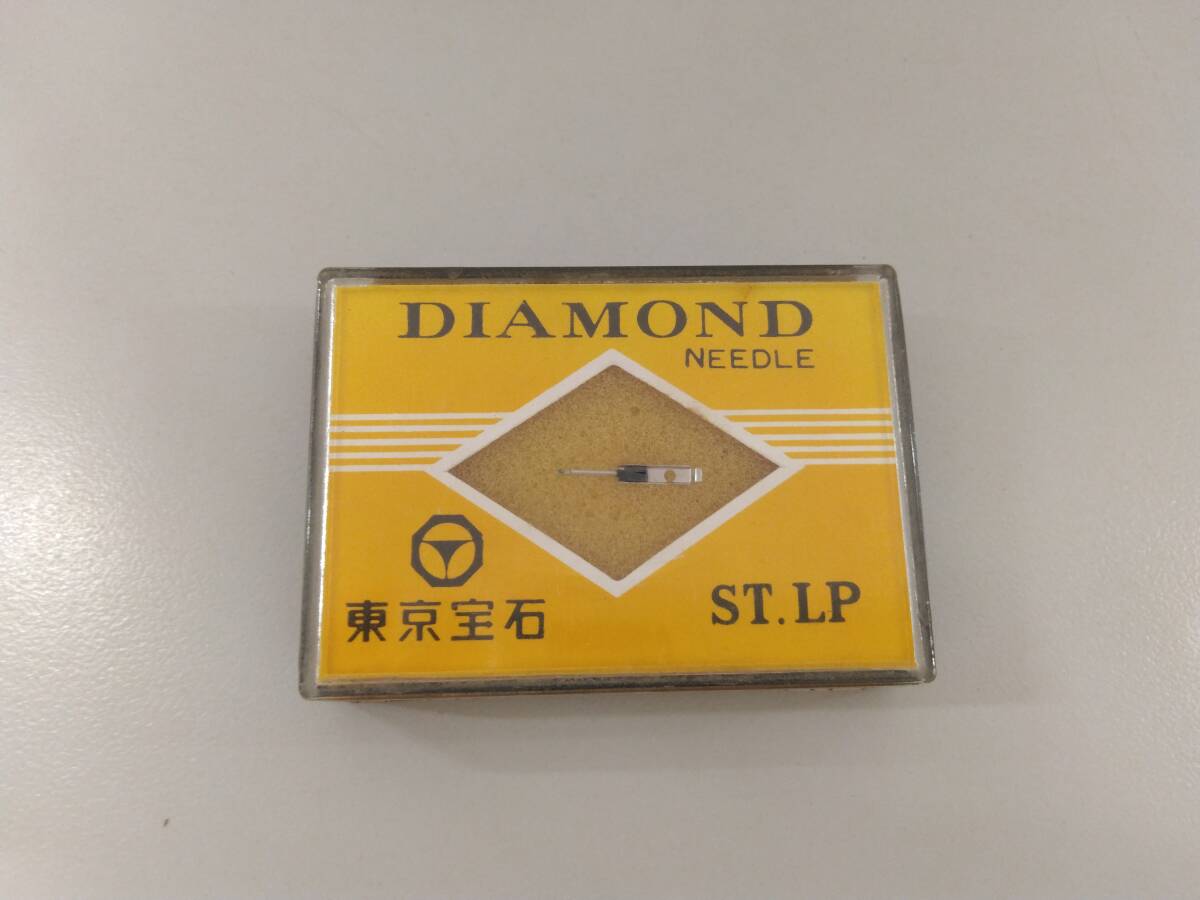 DIAMOND
NEEDLE
東京宝石
ST.LP